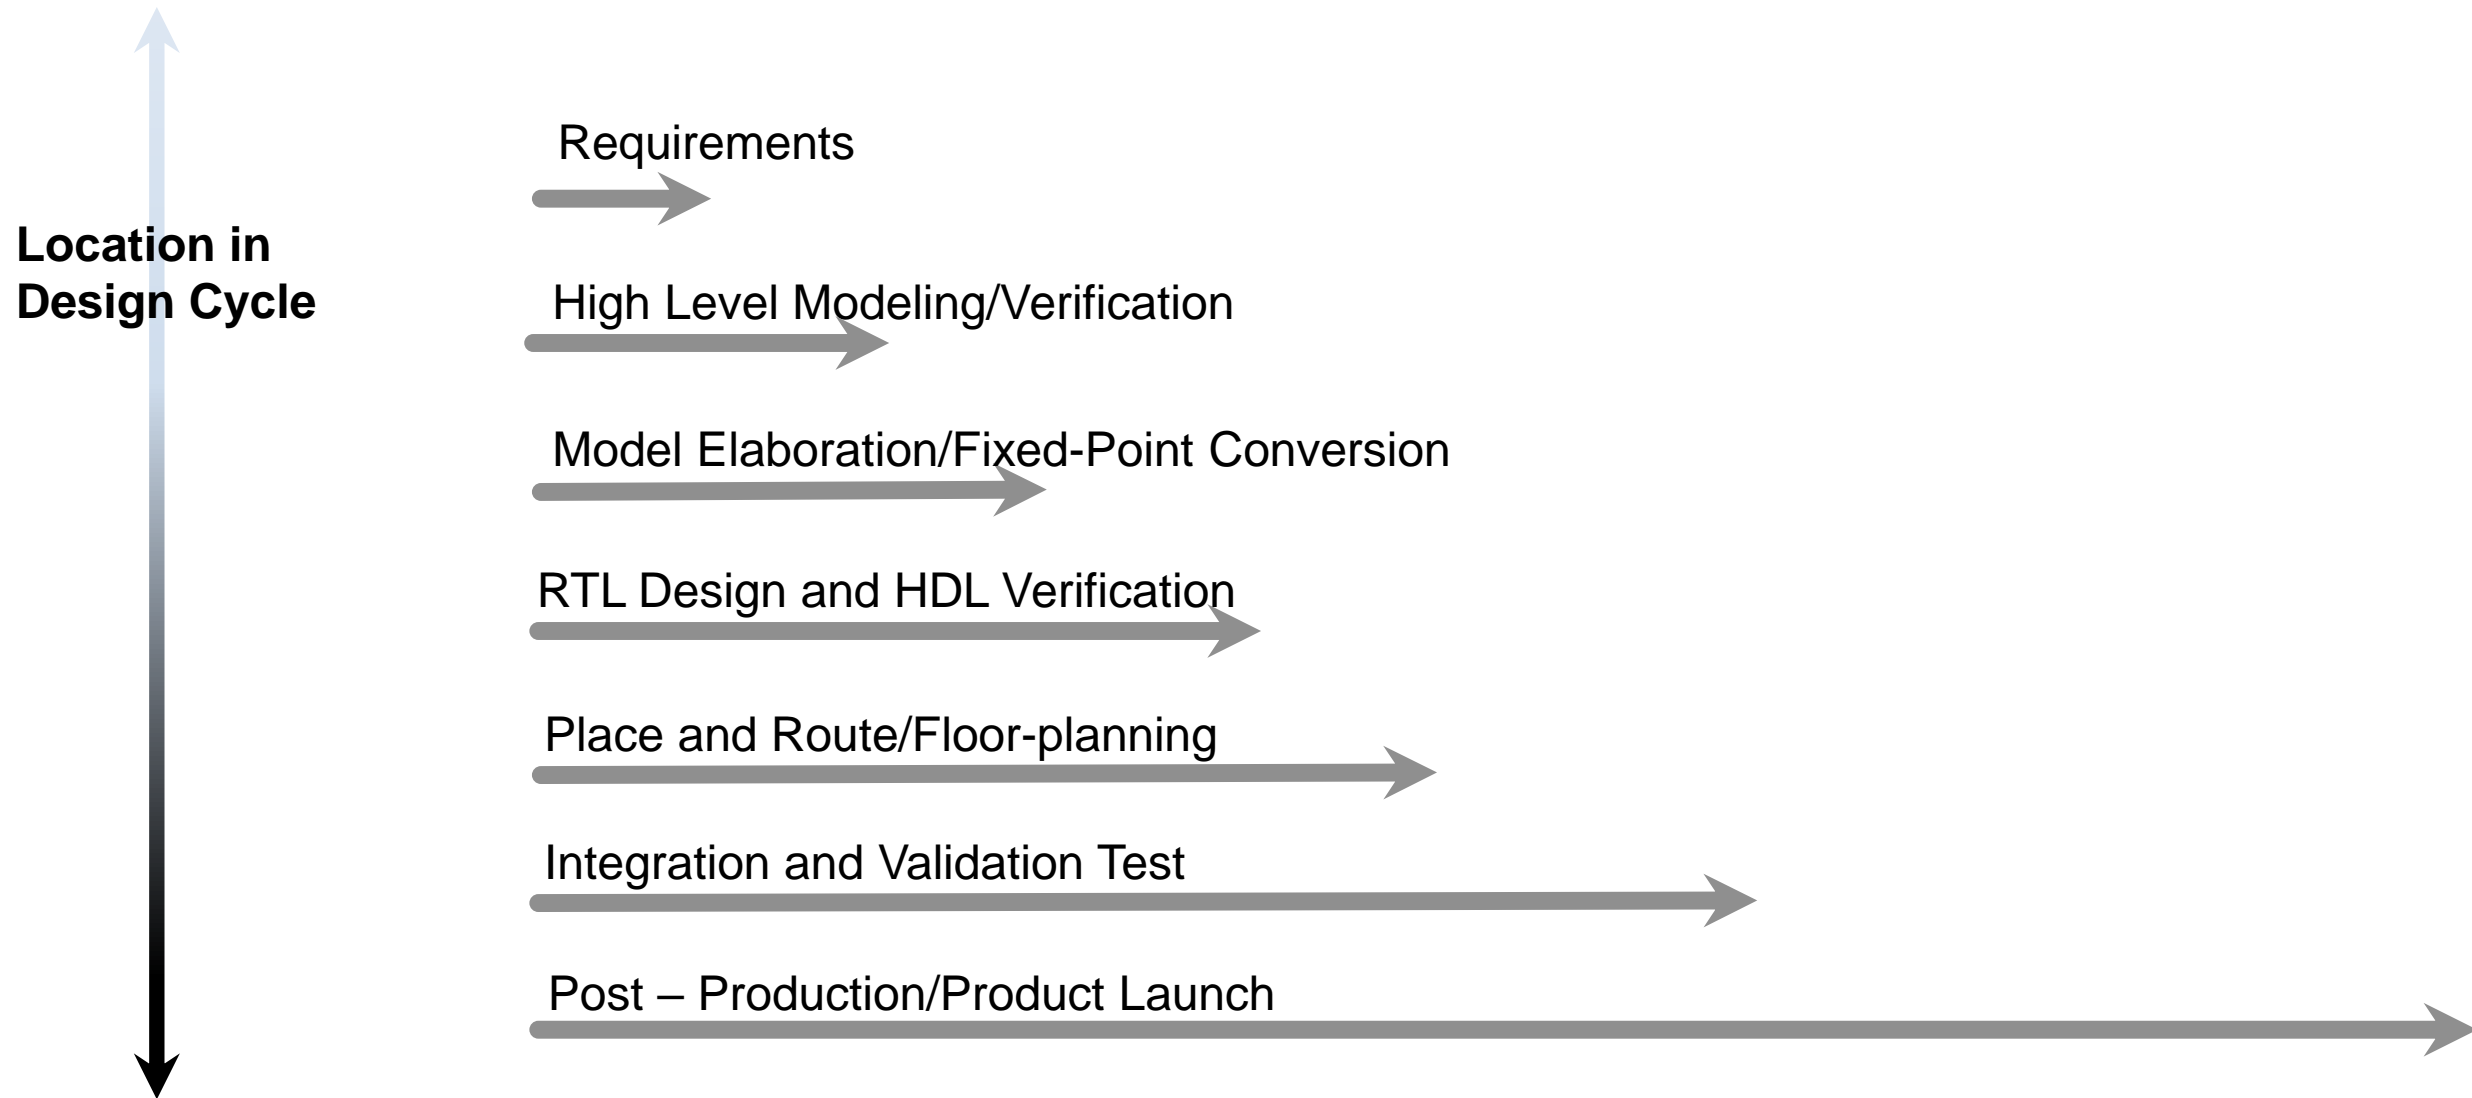 Requirements
Location in
Design Cycle
High Level Modeling/Verification
Model Elaboration/Fixed-Point Conversion
RTL Design and HDL Verification
Place and Route/Floor-planning
Integration and Validation Test
Post – Production/Product Launch